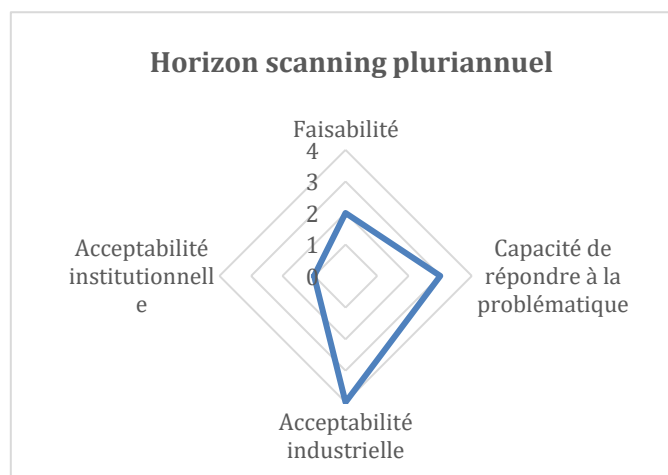 Horizon scanning pluriannuel
Faisabilité
4
3
2
1
0
Acceptabilité
institutionnell
e
Capacité de
répondre à la
problématique
Acceptabilité
industrielle